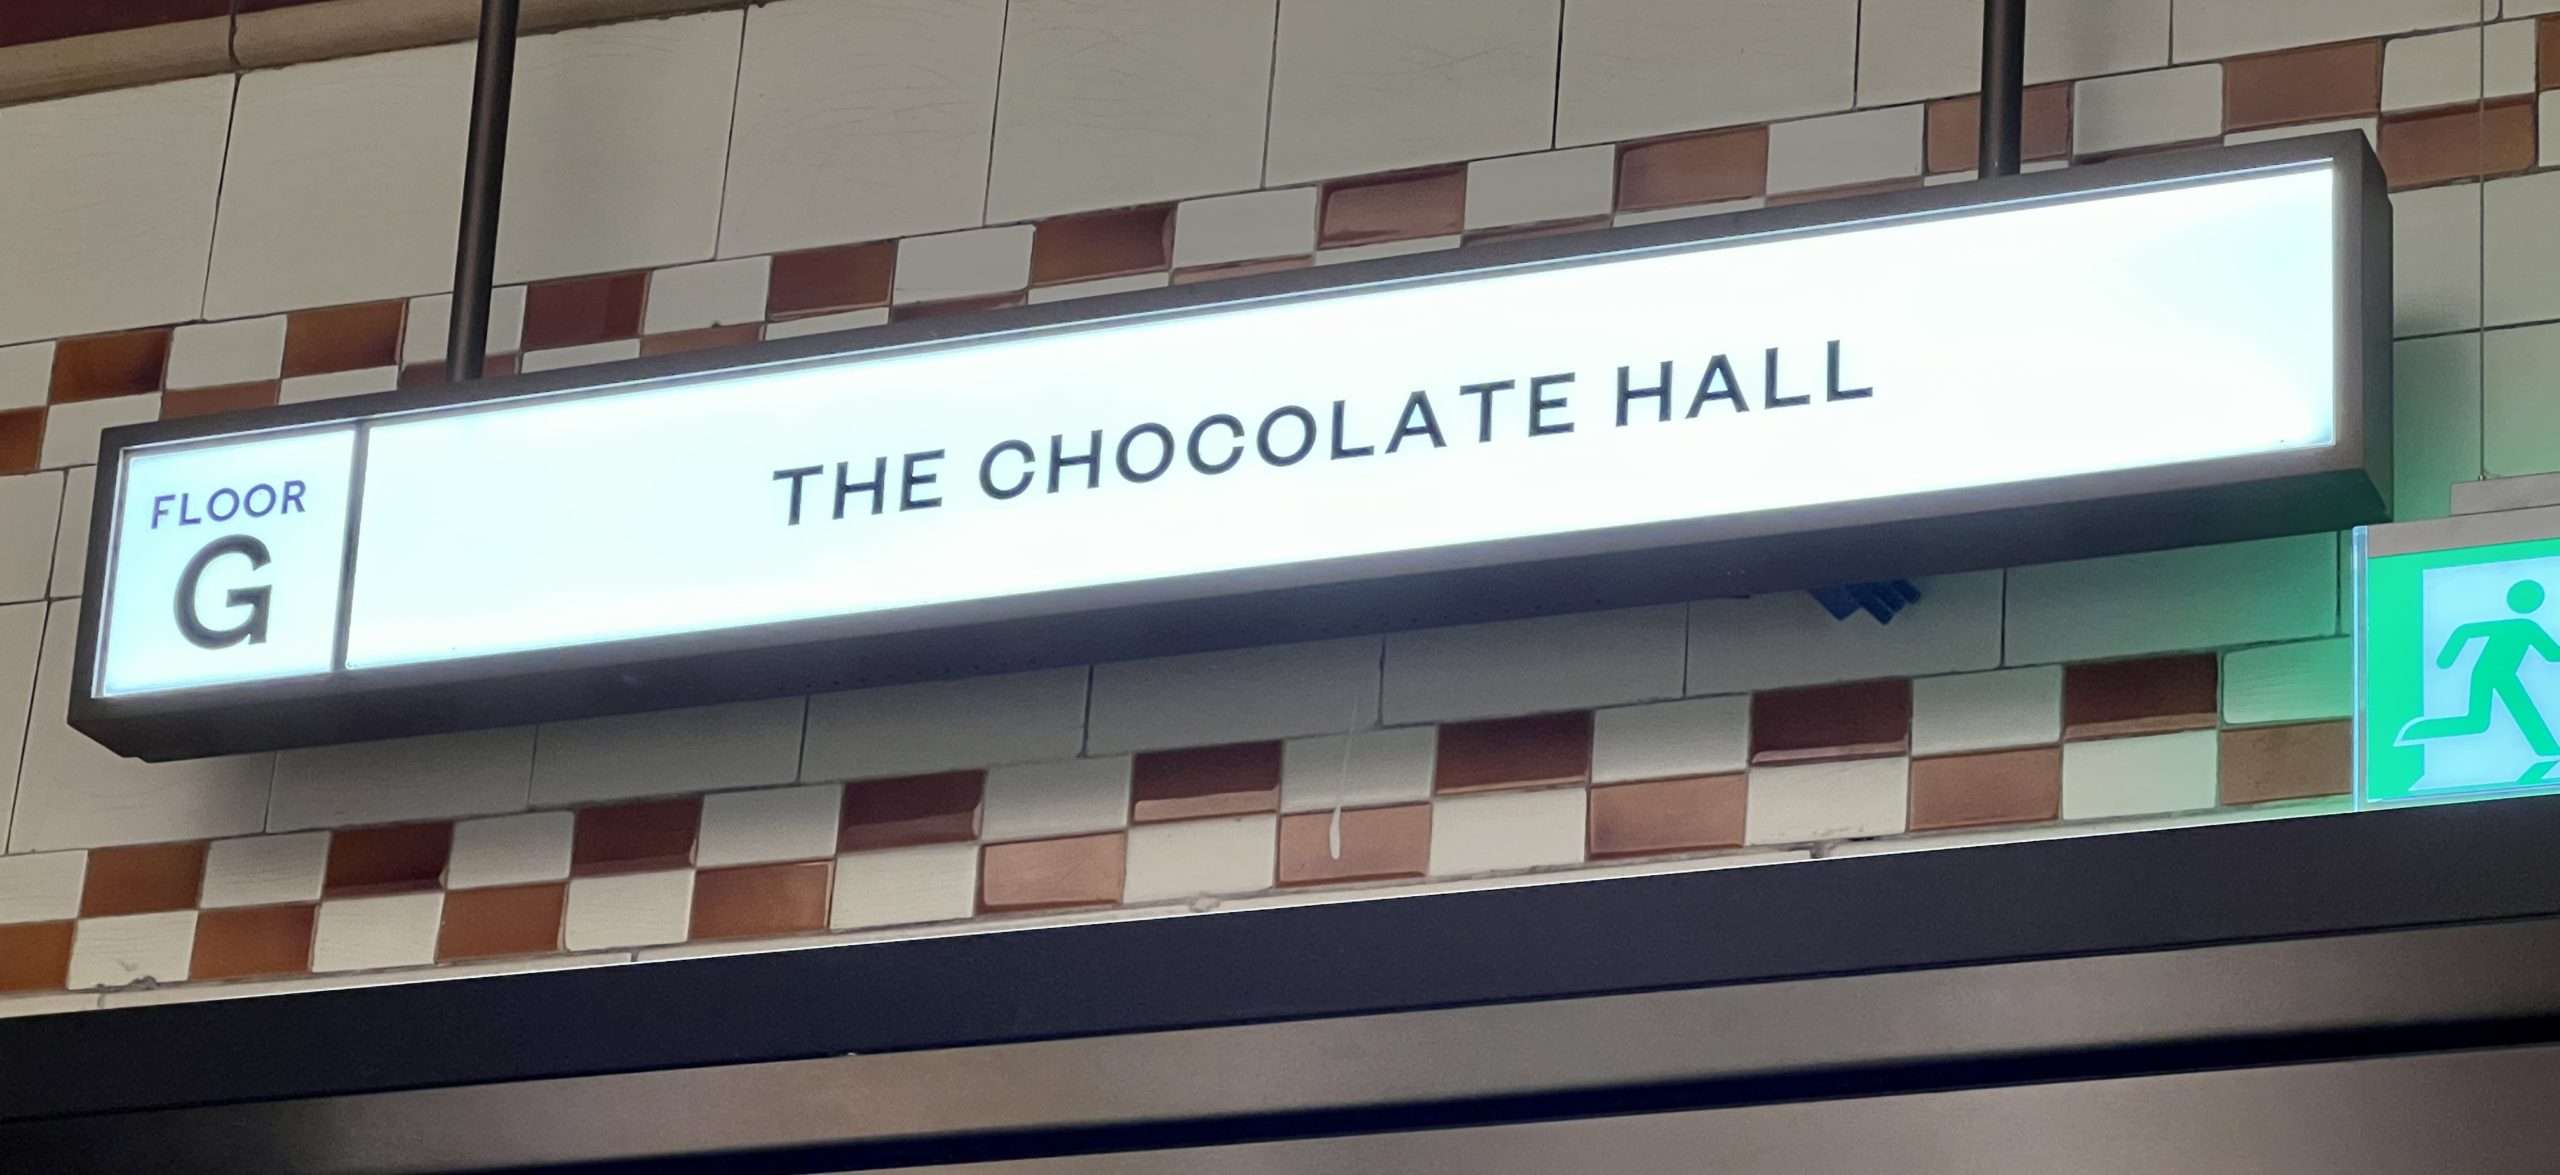 FLOOR
G
THE CHOCOLATE HALL